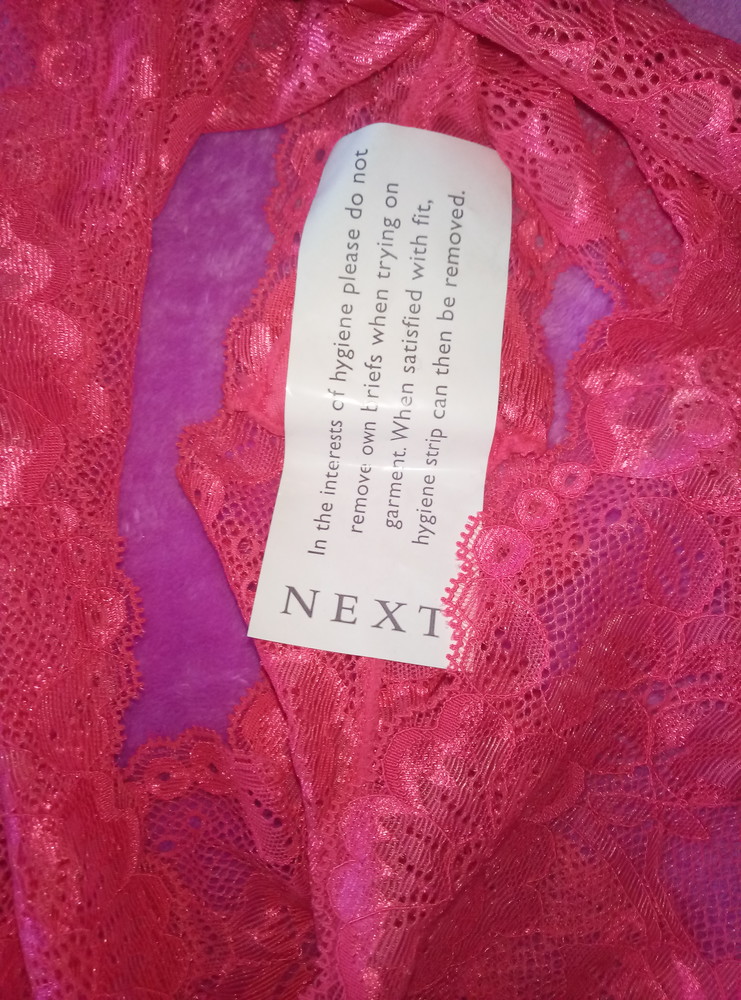 In the interests of hygiene please do not
remove own briefs when trying on
garment. When satisfied with fit,
hygiene strip can then be removed.
NEXT